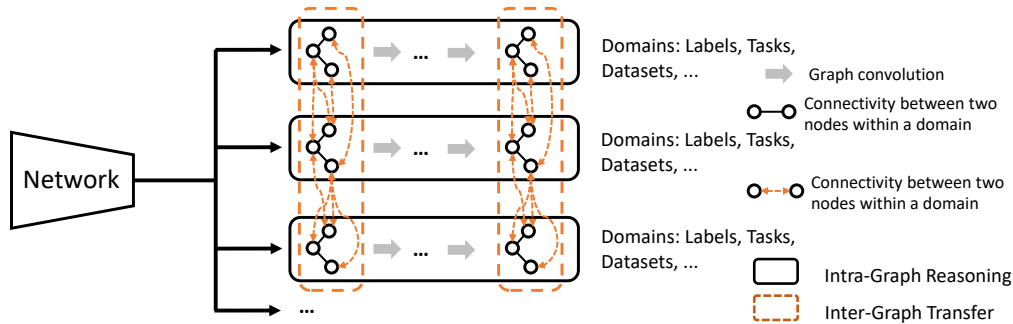 Network
...
...
Domains: Labels, Tasks,
Datasets, ...
...
Domains: Labels, Tasks,
Datasets, ...
...
Domains: Labels, Tasks,
Datasets, ...
Graph convolution
Connectivity between two
nodes within a domain
Connectivity between two
nodes within a domain
Intra-Graph Reasoning
Inter-Graph Transfer
...